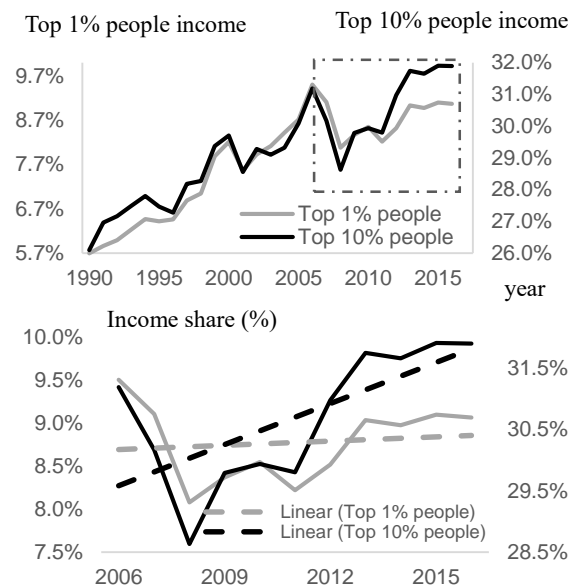 Top 1% people income
Top 10% people income
9.7%
8.7%
7.7%
6.7%
5.7%
32.0%
31.0%
30.0%
29.0%
28.0%
27.0%
26.0%
Top 1% people
Top 10% people
1990 1995 2000 2005 2010 2015
year
Income share (%)
10.0%
9.5%
9.0%
8.5%
8.0%
7.5%
31.5%
30.5%
29.5%
28.5%
Linear (Top 1% people)
Linear (Top 10% people)
2006 2009 2012 2015